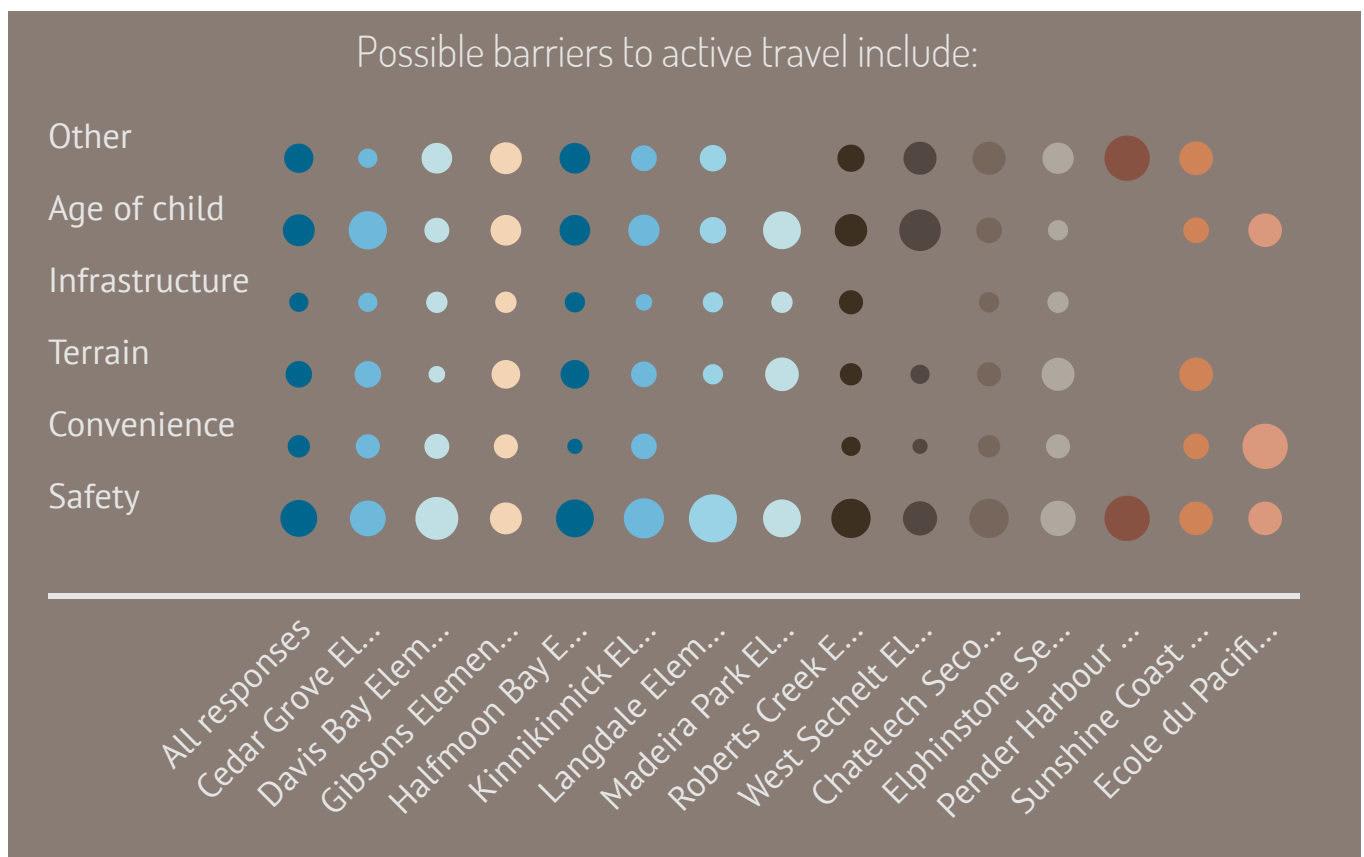 Possible barriers to active travel include:
Other
Age of child
Infrastructure
Terrain
Convenience
Safety
All responses
Cedar Grove El...
Davis Bay Elem...
Gibsons Elemen...
Halfmoon Bay E...
Kinnikinnick El...
Langdale Elem...
Madeira Park El...
Roberts Creek E...
West Sechelt El...
Chatelech Seco...
Elphinstone Se...
Pender Harbour ...
Sunshine Coast ...
Ecole du Pacifi...